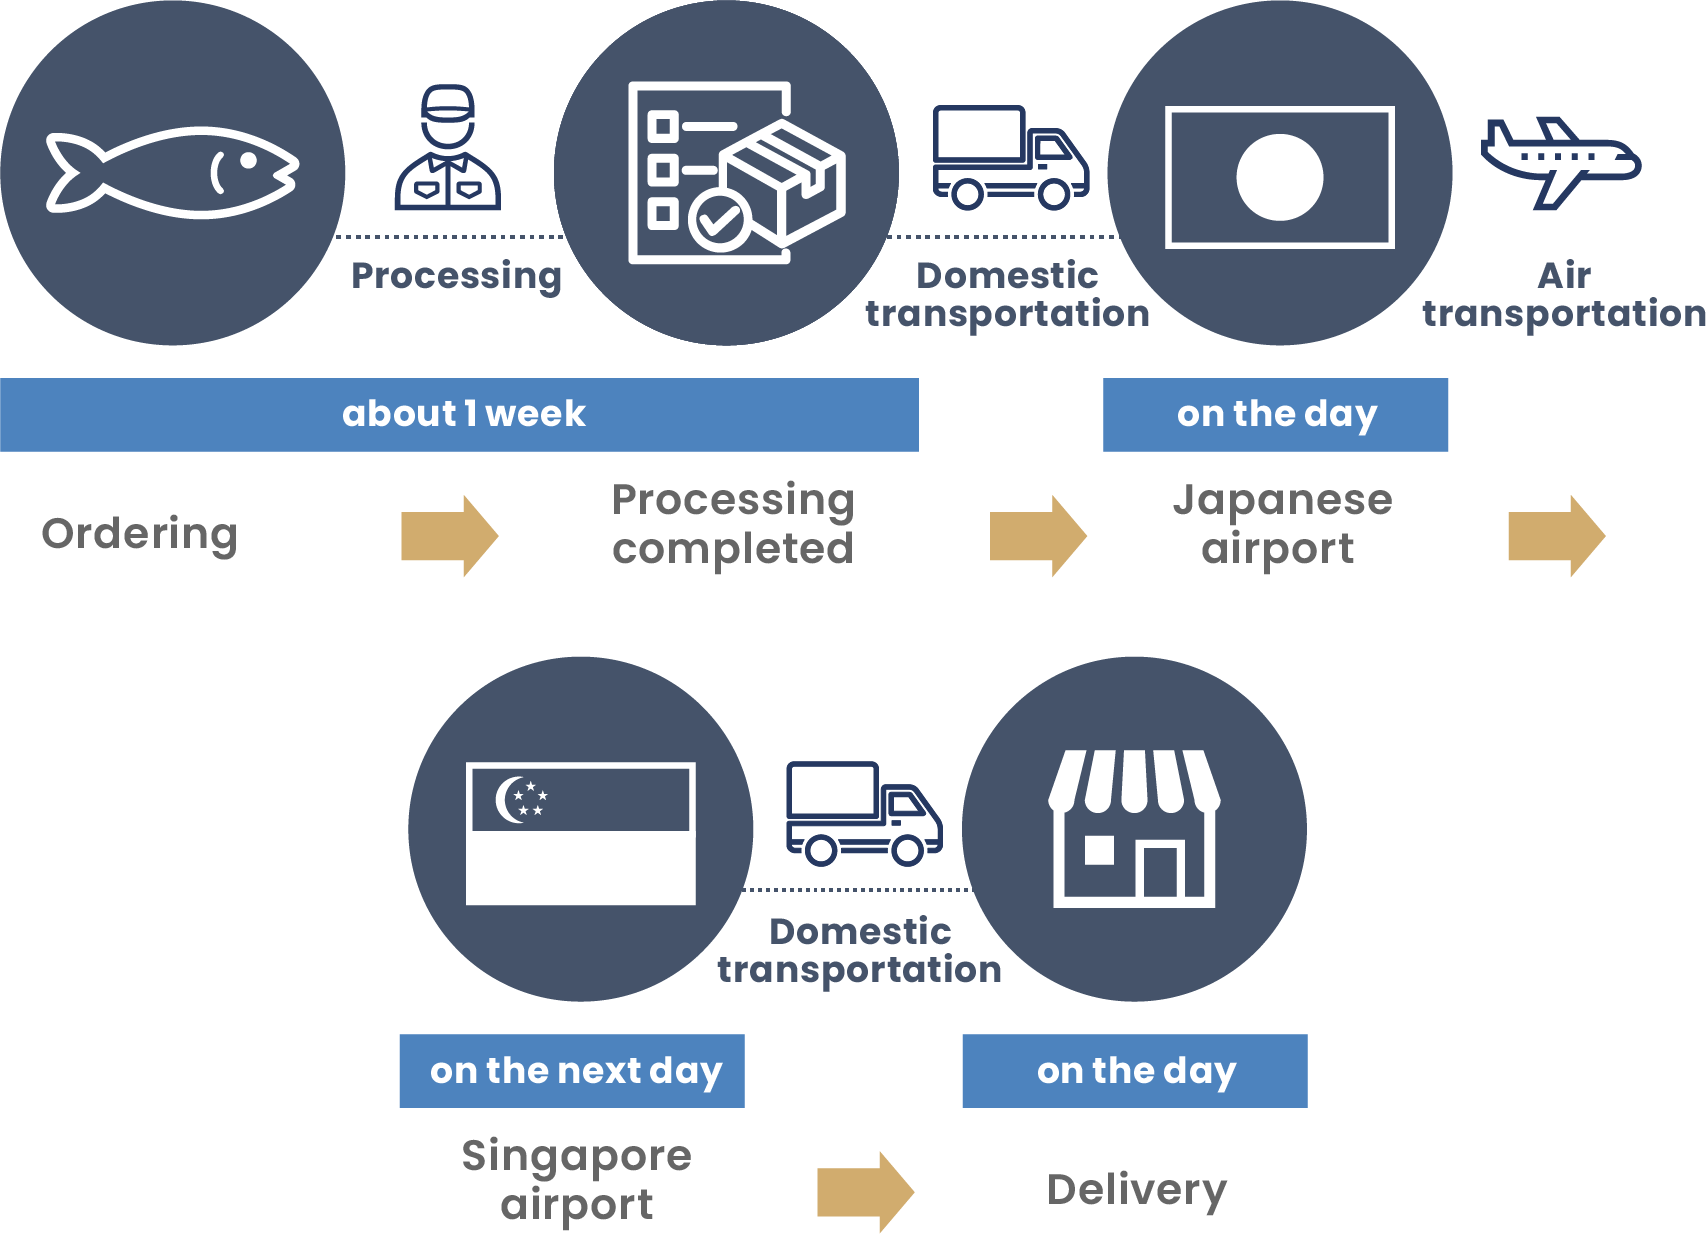 Processing
Domestic
transportation
Air
transportation
about 1 week
on the day
Ordering
Processing
completed
Japanese
airport
Domestic
transportation
on the next day
on the day
Singapore
airport
Delivery